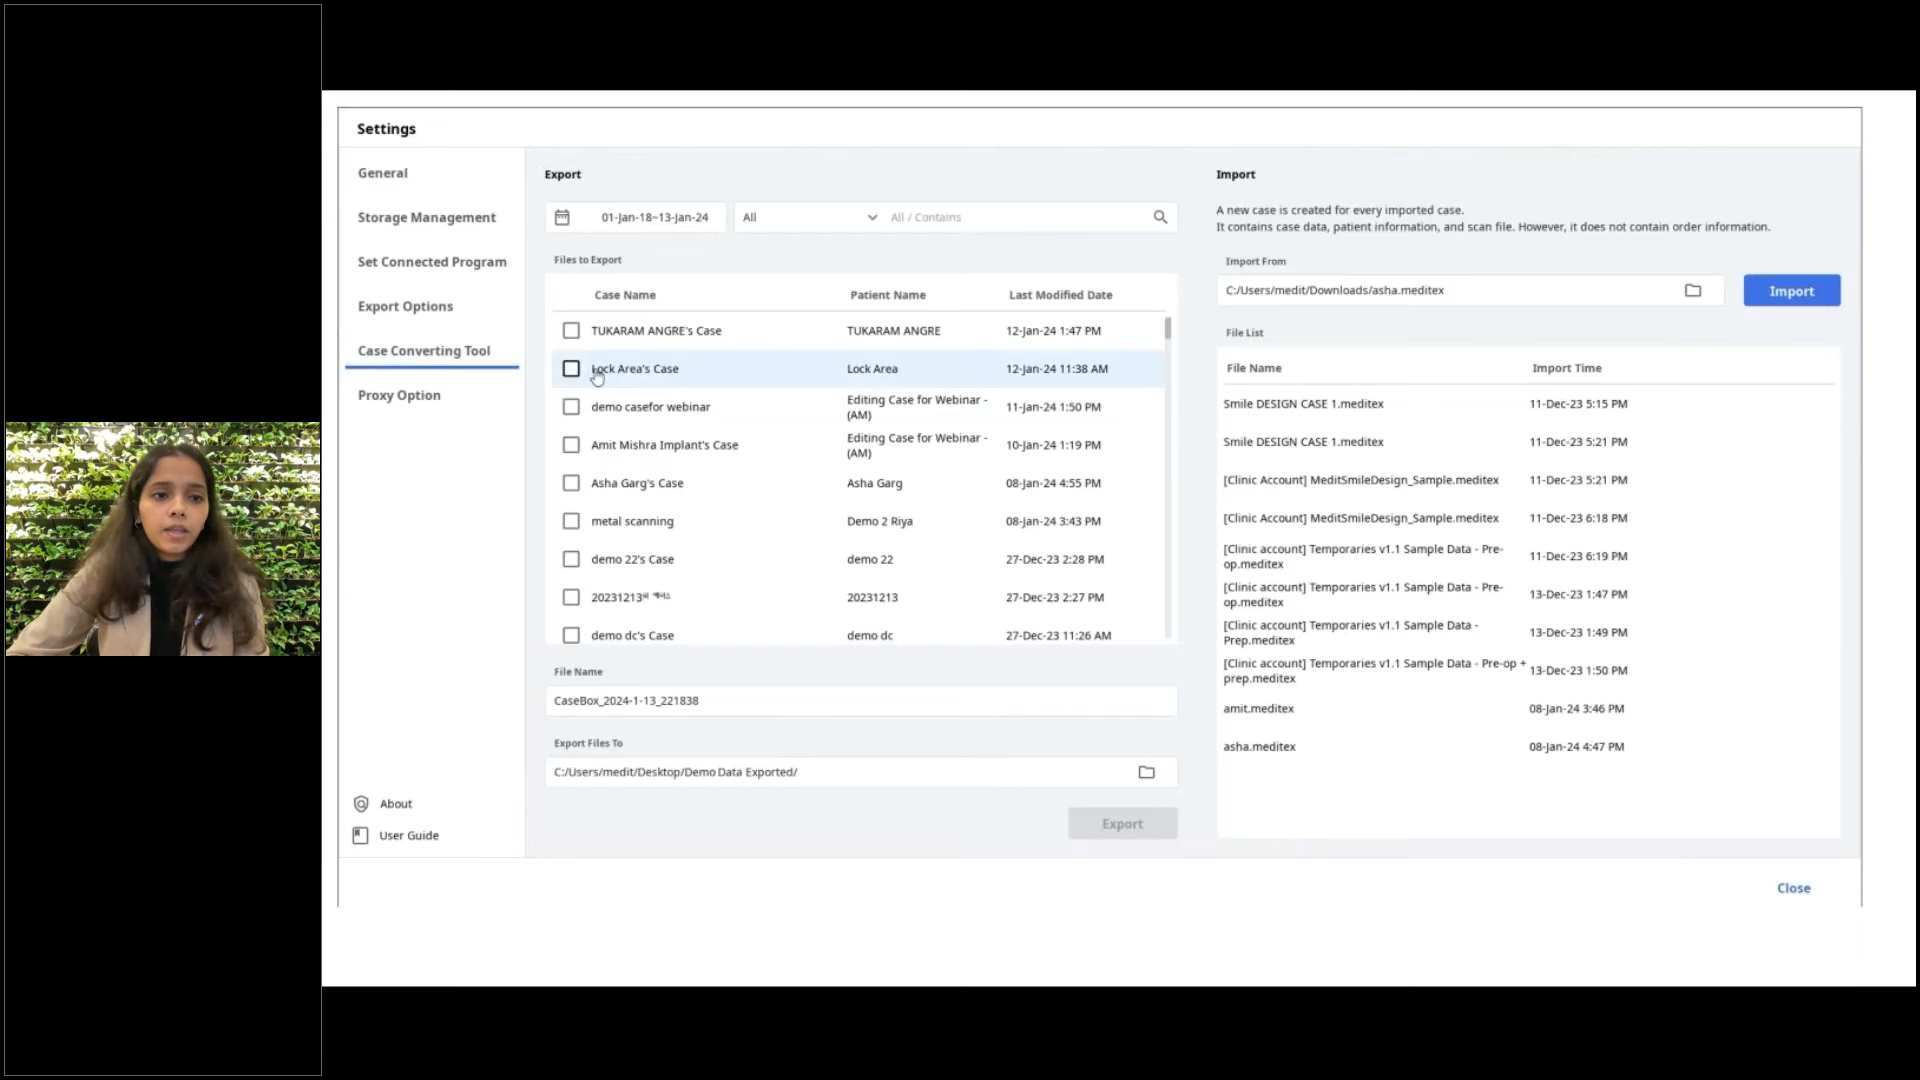 Settings
General
Storage Management
Set Connected Program
Export Options
Case Converting Tool
Proxy Option
About
User Guide
Export
01-Jan-18~13-Jan-24
All
All / Contains
Files to Export
Case Name Patient Name Last Modified Date
TUKARAM ANGRE's Case TUKARAM ANGRE 12-Jan-24 1:47 PM
Lock Area's Case Lock Area 12-Jan-24 11:38 AM
demo casefor webinar Editing Case for Webinar - (AM) 11-Jan-24 1:50 PM
Amit Mishra Implant's Case Editing Case for Webinar - (AM) 10-Jan-24 1:19 PM
Asha Garg's Case Asha Garg 08-Jan-24 4:55 PM
metal scanning Demo 2 Riya 08-Jan-24 3:43 PM
demo 22's Case demo 22 27-Dec-23 2:28 PM
20231213의 케이스 20231213 27-Dec-23 2:27 PM
demo dc's Case demo dc 27-Dec-23 11:26 AM
File Name
CaseBox_2024-1-13_221838
Export Files To
C:/Users/medit/Desktop/Demo Data Exported/
Export
Import
A new case is created for every imported case.
It contains case data, patient information, and scan file. However, it does not contain order information.
Import From
C:/Users/medit/Downloads/asha.meditex
Import
File List
File Name Import Time
Smile DESIGN CASE 1.meditex 11-Dec-23 5:15 PM
Smile DESIGN CASE 1.meditex 11-Dec-23 5:21 PM
[Clinic Account] MeditSmileDesign_Sample.meditex 11-Dec-23 5:21 PM
[Clinic Account] MeditSmileDesign_Sample.meditex 11-Dec-23 6:18 PM
[Clinic account] Temporaries v1.1 Sample Data - Pre-
op.meditex 11-Dec-23 6:19 PM
[Clinic account] Temporaries v1.1 Sample Data - Pre-
op.meditex 13-Dec-23 1:47 PM
[Clinic account] Temporaries v1.1 Sample Data -
Prep.meditex 13-Dec-23 1:49 PM
[Clinic account] Temporaries v1.1 Sample Data - Pre-op +
prep.meditex 13-Dec-23 1:50 PM
amit.meditex 08-Jan-24 3:46 PM
asha.meditex 08-Jan-24 4:47 PM
Close